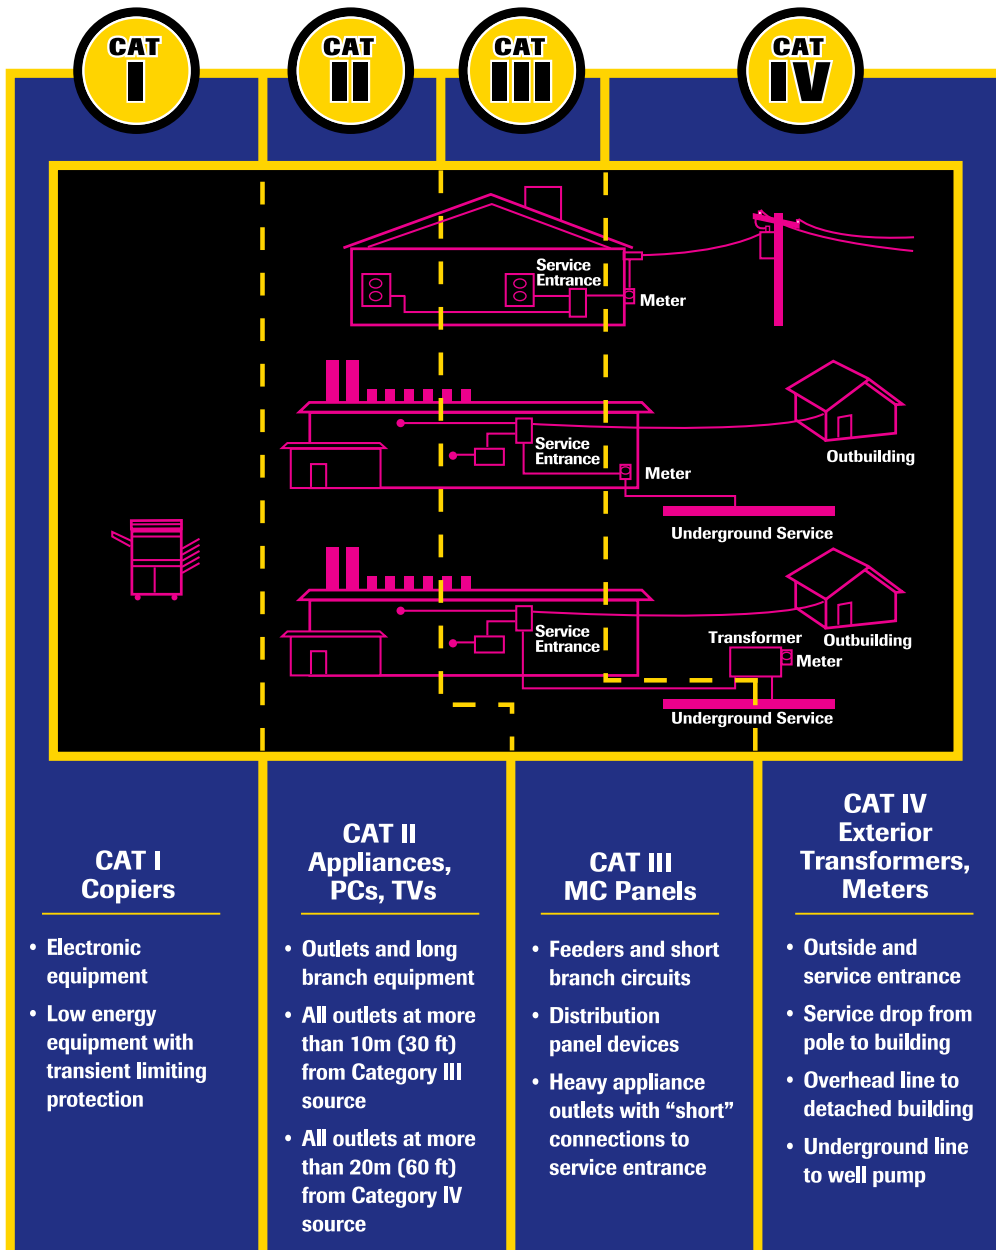 CAT
I
CAT
II
CAT
III
CAT
IV
Service
Entrance
Meter
Service
Entrance
Meter
Outbuilding
Underground Service
Service
Entrance
Transformer
Outbuilding
Meter
Underground Service
CAT I
Copiers
• Electronic
equipment
• Low energy
equipment with
transient limiting
protection
CAT II
Appliances,
PCs, TVs
• Outlets and long
branch equipment
• All outlets at more
than 10m (30 ft)
from Category III
source
• All outlets at more
than 20m (60 ft)
from Category IV
source
CAT III
MC Panels
• Feeders and short
branch circuits
• Distribution
panel devices
• Heavy appliance
outlets with “short”
connections to
service entrance
CAT IV
Exterior
Transformers,
Meters
• Outside and
service entrance
• Service drop from
pole to building
• Overhead line to
detached building
• Underground line
to well pump